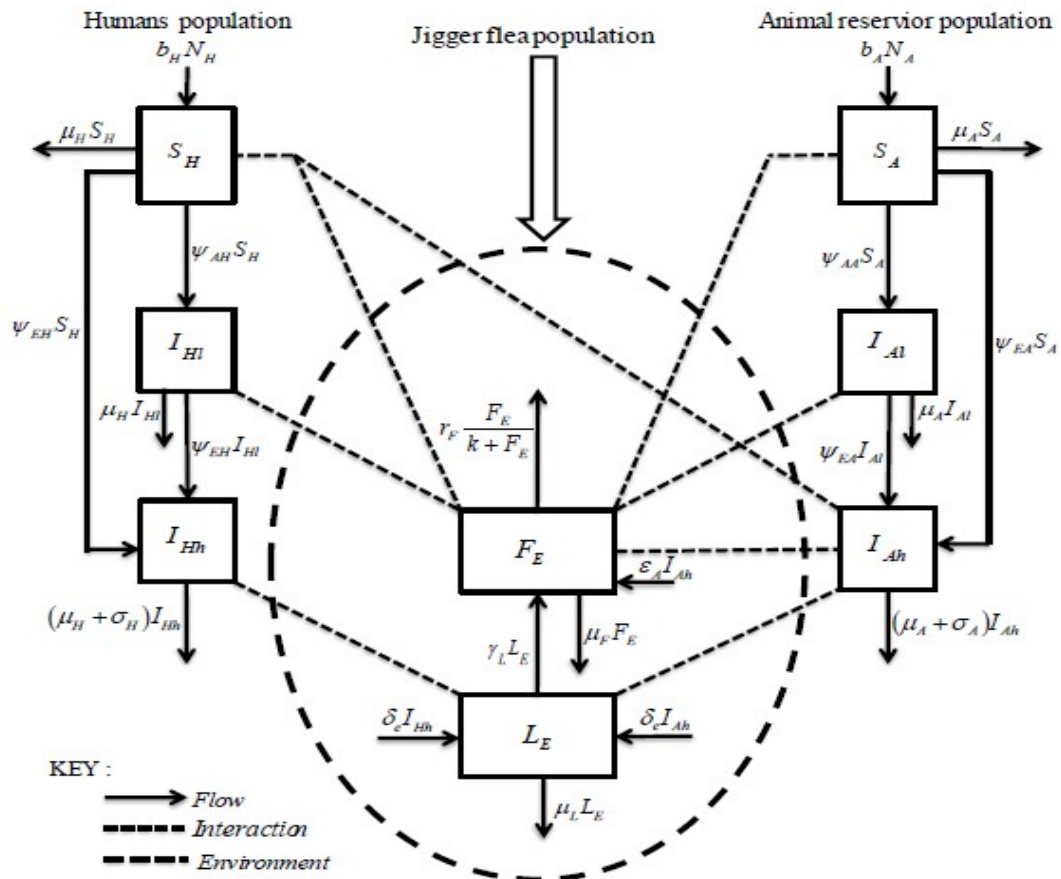 Humans population
Jigger flea population
Animal reservior population
b_H N_H
b_A N_A
μ_H S_H
S_H
S_A
μ_A S_A
ψ_AH S_H
ψ_AA S_A
ψ_EH S_H
I_Hl
I_Al
ψ_EA S_A
μ_H I_Hl
r_F F_E / k + F_E
μ_A I_Al
ψ_EH I_Hl
ψ_EA I_Al
I_Hh
F_E
I_Ah
ε_A I_Ah
(μ_H + σ_H)I_Hh
γ_L L_E
μ_F F_E
(μ_A + σ_A)I_Ah
δ_e I_Hh
L_E
δ_e I_Ah
μ_L L_E
KEY :
Flow
Interaction
Environment